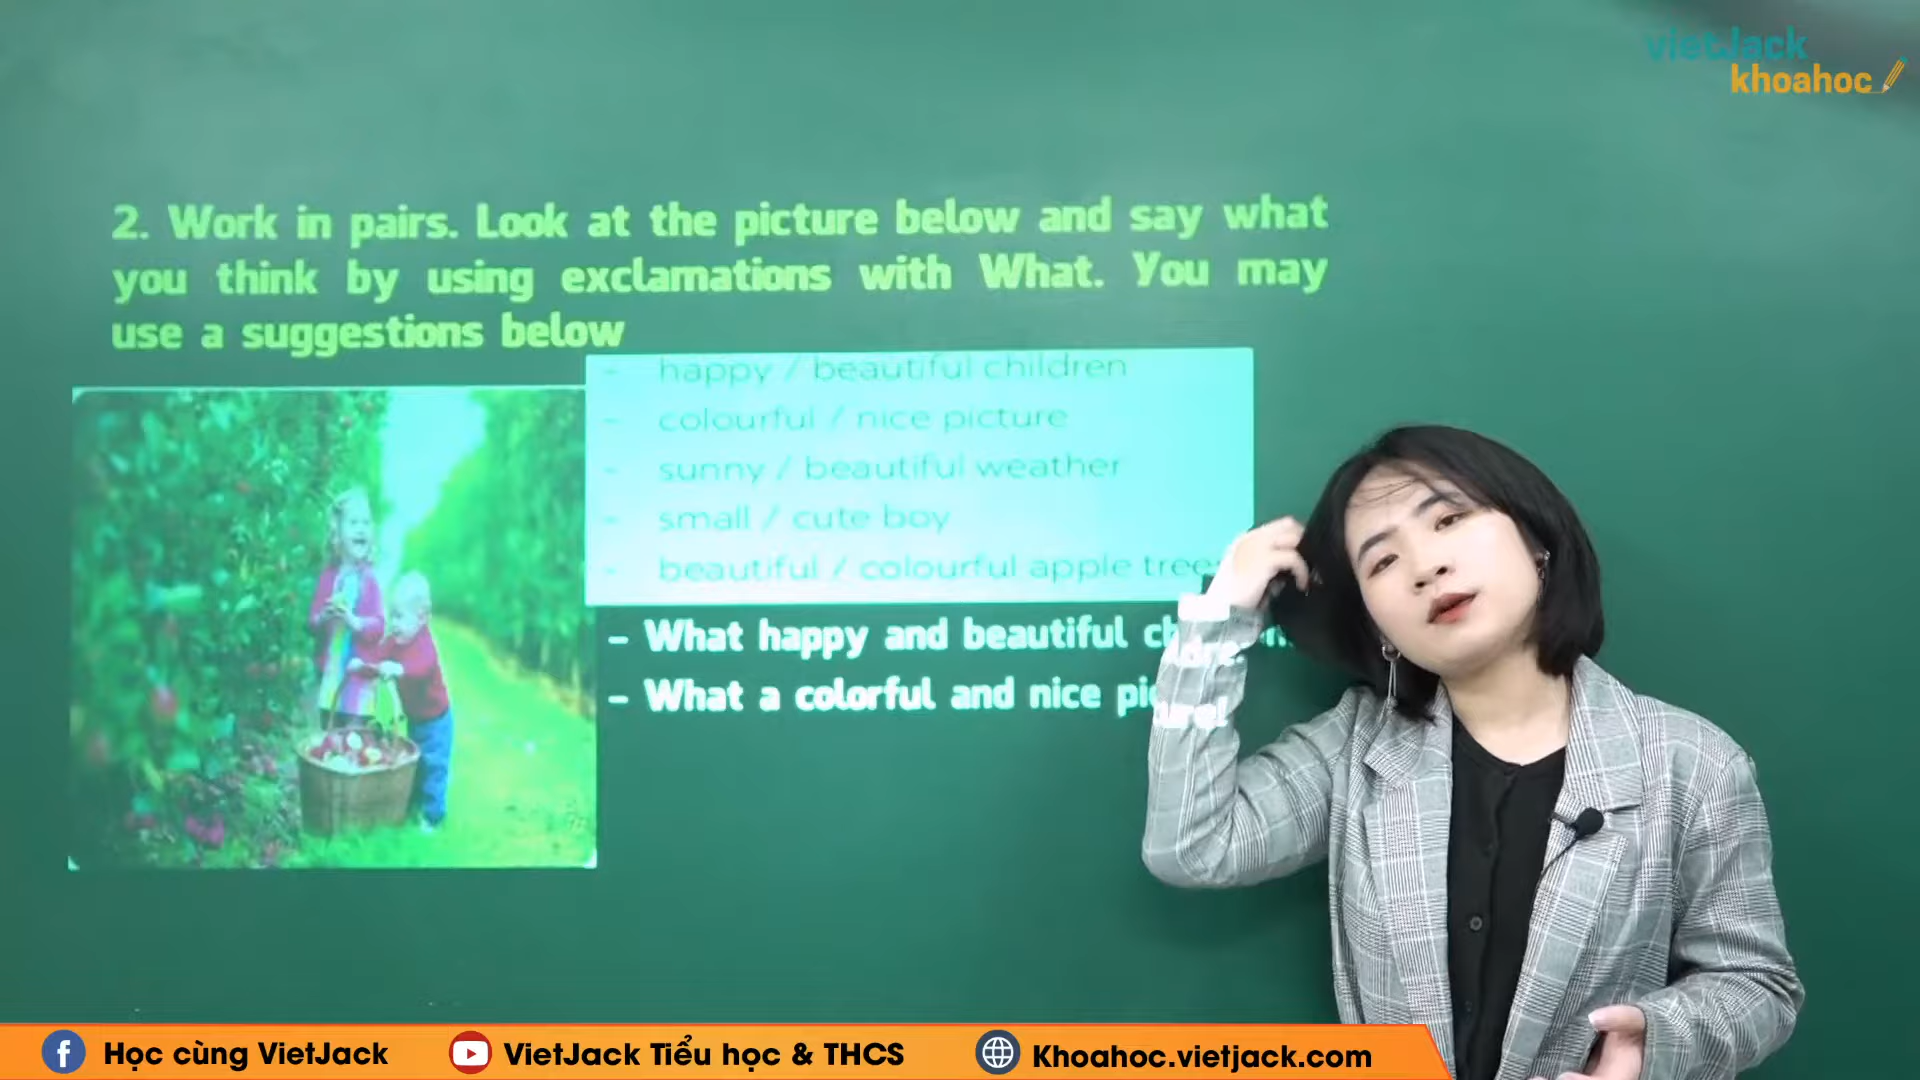 vietJack
khoahoc
2. Work in pairs. Look at the picture below and say what
you think by using exclamations with What. You may
use a suggestions below
- happy / beautiful children
- colourful / nice picture
- sunny / beautiful weather
- small / cute boy
- beautiful / colourful apple trees
– What happy and beautiful children!
– What a colorful and nice picture!
Học cùng VietJack
VietJack Tiểu học & THCS
Khoahoc.vietjack.com